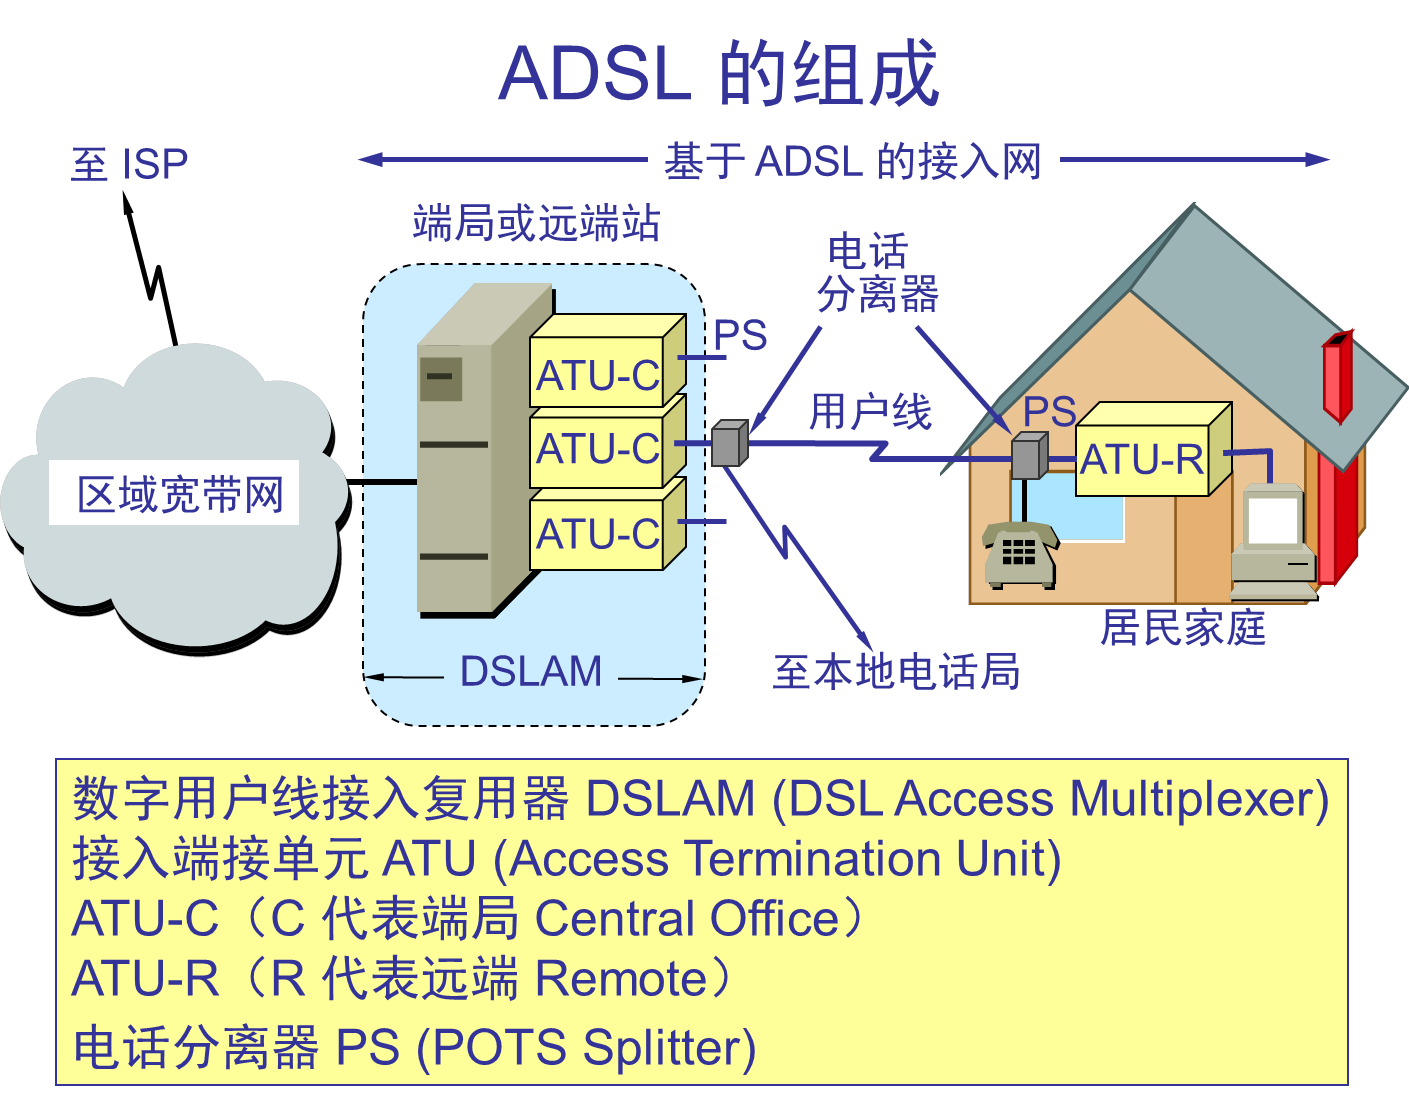 ADSL 的组成
至 ISP
基于 ADSL 的接入网
端局或远端站
电话
分离器
PS
ATU-C
用户线
PS
ATU-C
ATU-R
区域宽带网
ATU-C
居民家庭
DSLAM
至本地电话局
数字用户线接入复用器 DSLAM (DSL Access Multiplexer)
接入端接单元 ATU (Access Termination Unit)
ATU-C（C 代表端局 Central Office）
ATU-R（R 代表远端 Remote）
电话分离器 PS (POTS Splitter)